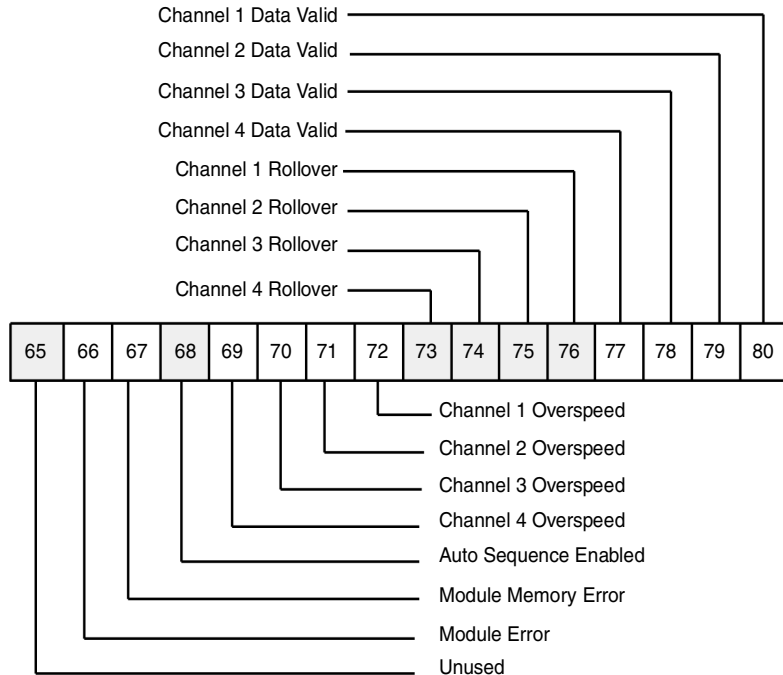 Channel 1 Data Valid
Channel 2 Data Valid
Channel 3 Data Valid
Channel 4 Data Valid
Channel 1 Rollover
Channel 2 Rollover
Channel 3 Rollover
Channel 4 Rollover
65 66 67 68 69 70 71 72 73 74 75 76 77 78 79 80
Channel 1 Overspeed
Channel 2 Overspeed
Channel 3 Overspeed
Channel 4 Overspeed
Auto Sequence Enabled
Module Memory Error
Module Error
Unused